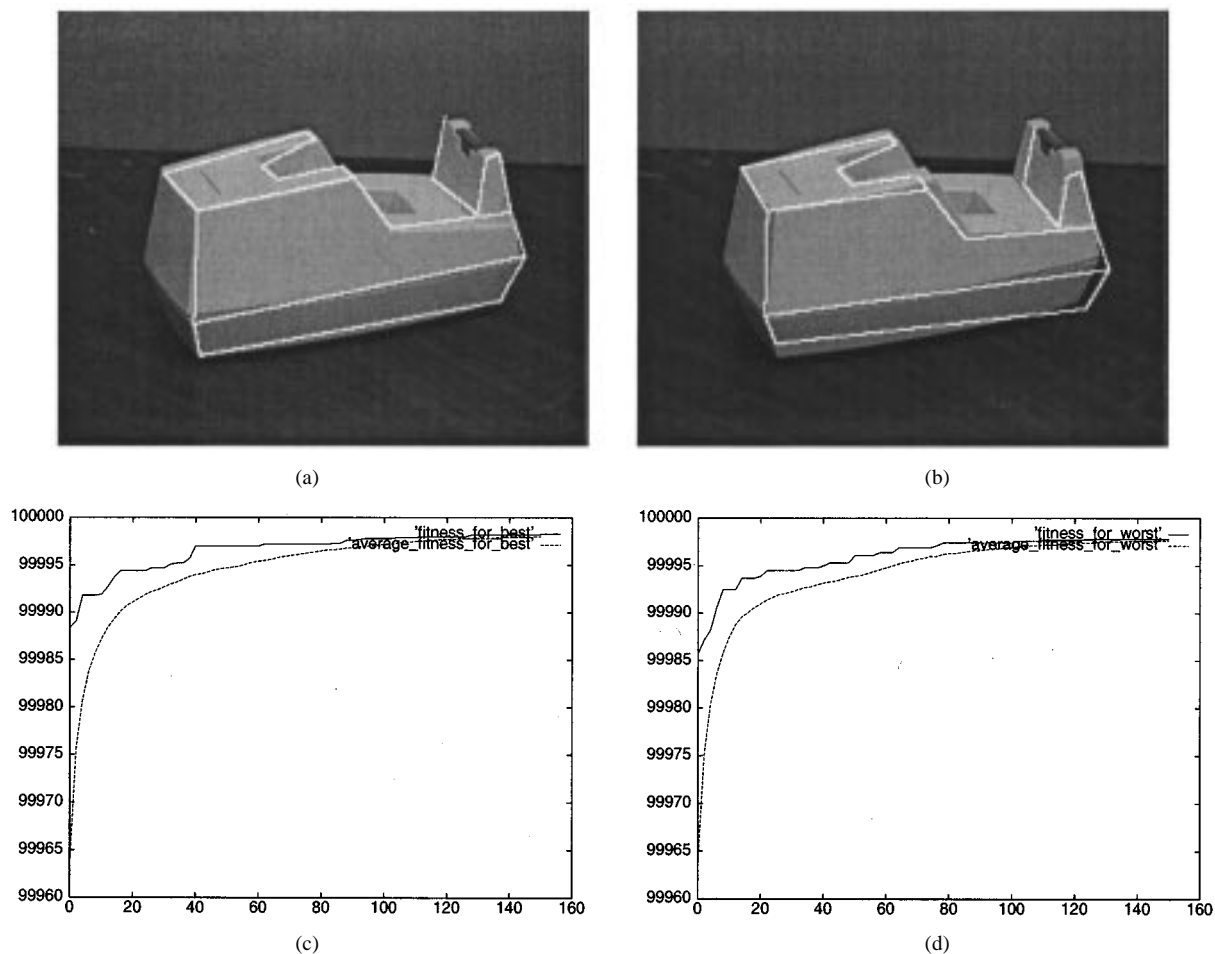 (a)
(b)
100000
99995
99990
99985
99980
99975
99970
99965
99960
0 20 40 60 80 100 120 140 160
'fitness_for_best'
'average_fitness_for_best'
(c)
100000
99995
99990
99985
99980
99975
99970
99965
99960
0 20 40 60 80 100 120 140 160
'fitness_for_worst'
'average_fitness_for_worst'
(d)